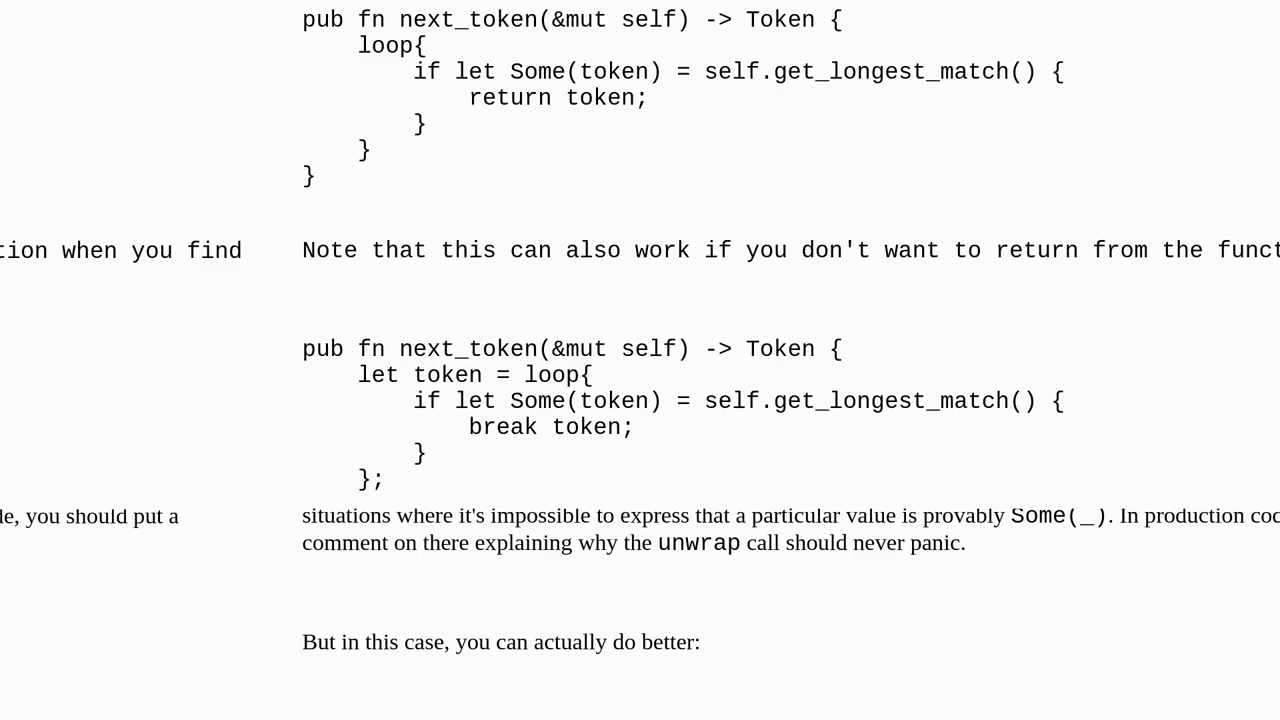 pub fn next_token(&mut self) -> Token {
    loop{
        if let Some(token) = self.get_longest_match() {
            return token;
        }
    }
}
tion when you find
Note that this can also work if you don't want to return from the funct
pub fn next_token(&mut self) -> Token {
    let token = loop{
        if let Some(token) = self.get_longest_match() {
            break token;
        }
    };
de, you should put a
situations where it's impossible to express that a particular value is provably Some(_). In production cod
comment on there explaining why the unwrap call should never panic.
But in this case, you can actually do better: